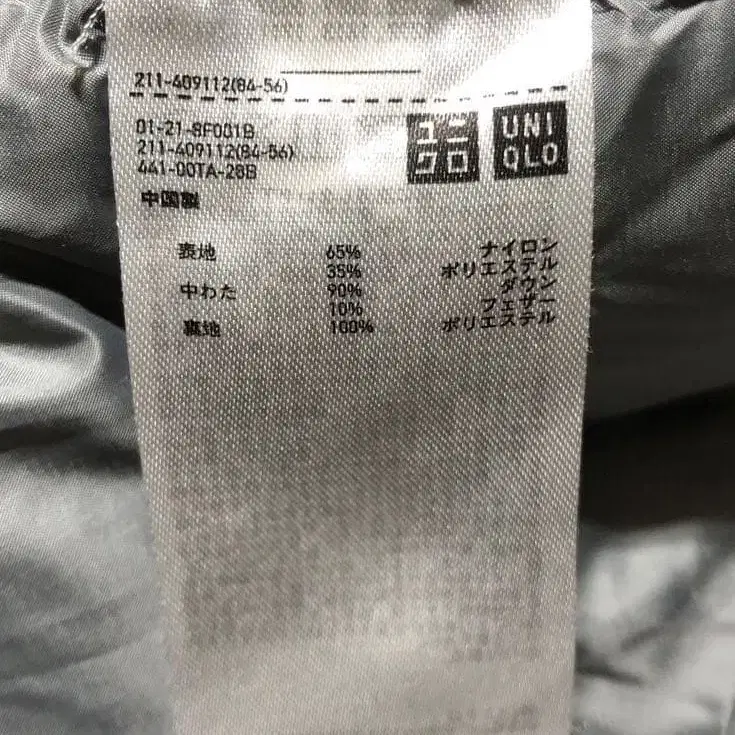 211-409112(84-56)
01-21-8F001B
211-409112(84-56)
441-00TA-28B
中国製
ユニ
クロ
UNI
QLO
表地 65% ナイロン
35% ポリエステル
中わた 90% ダウン
10% フェザー
裏地 100% ポリエステル